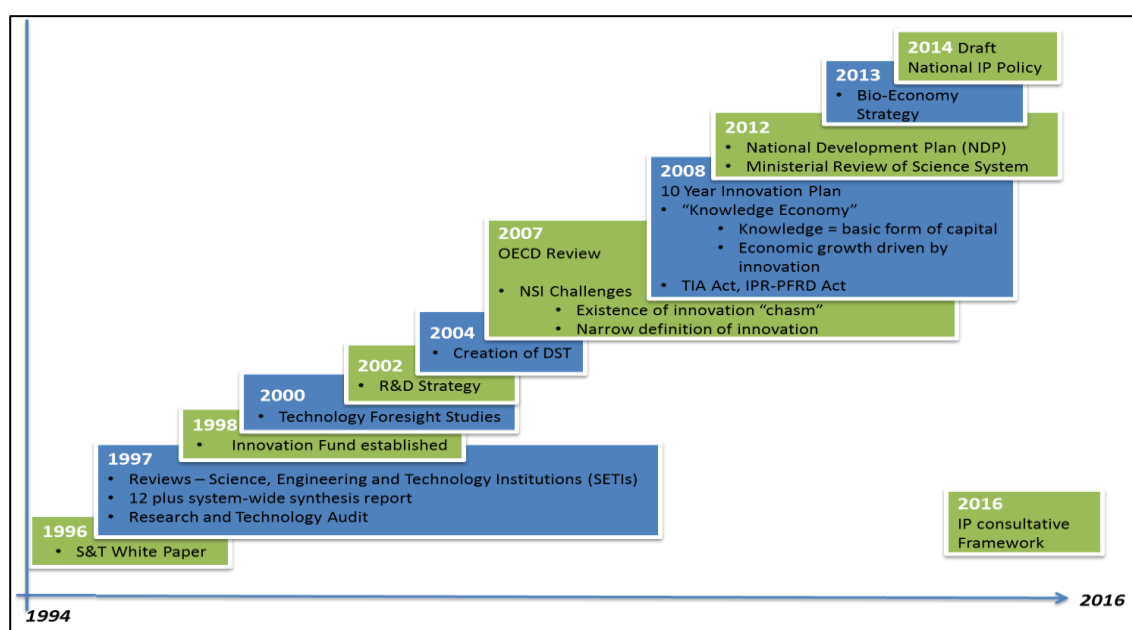 2014 Draft
National IP Policy
2013
• Bio-Economy
Strategy
2012
• National Development Plan (NDP)
• Ministerial Review of Science System
2008
10 Year Innovation Plan
• “Knowledge Economy”
• Knowledge = basic form of capital
• Economic growth driven by
innovation
• TIA Act, IPR-PFRD Act
2007
OECD Review
• NSI Challenges
• Existence of innovation “chasm”
• Narrow definition of innovation
2004
• Creation of DST
2002
• R&D Strategy
2000
• Technology Foresight Studies
1998
• Innovation Fund established
1997
• Reviews – Science, Engineering and Technology Institutions (SETIs)
• 12 plus system-wide synthesis report
• Research and Technology Audit
1996
• S&T White Paper
2016
IP consultative
Framework
1994
2016